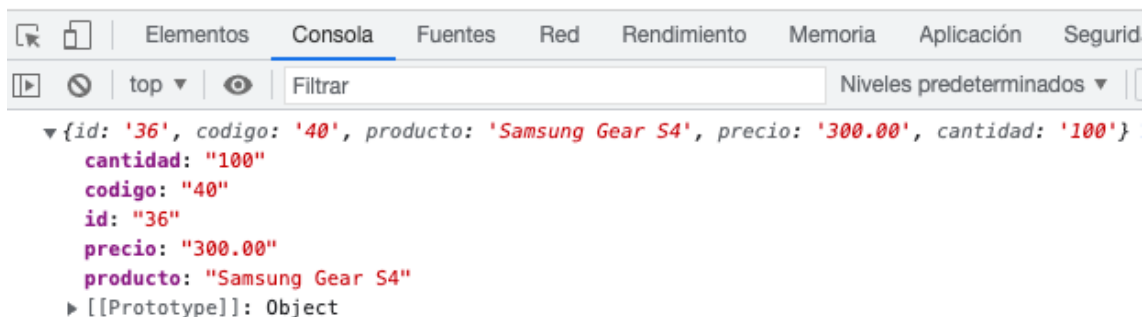 Elementos Consola Fuentes Red Rendimiento Memoria Aplicación Segurid
top ▼ Filtrar Niveles predeterminados ▼
▼{id: '36', codigo: '40', producto: 'Samsung Gear S4', precio: '300.00', cantidad: '100'}
cantidad: "100"
codigo: "40"
id: "36"
precio: "300.00"
producto: "Samsung Gear S4"
▶[[Prototype]]: Object